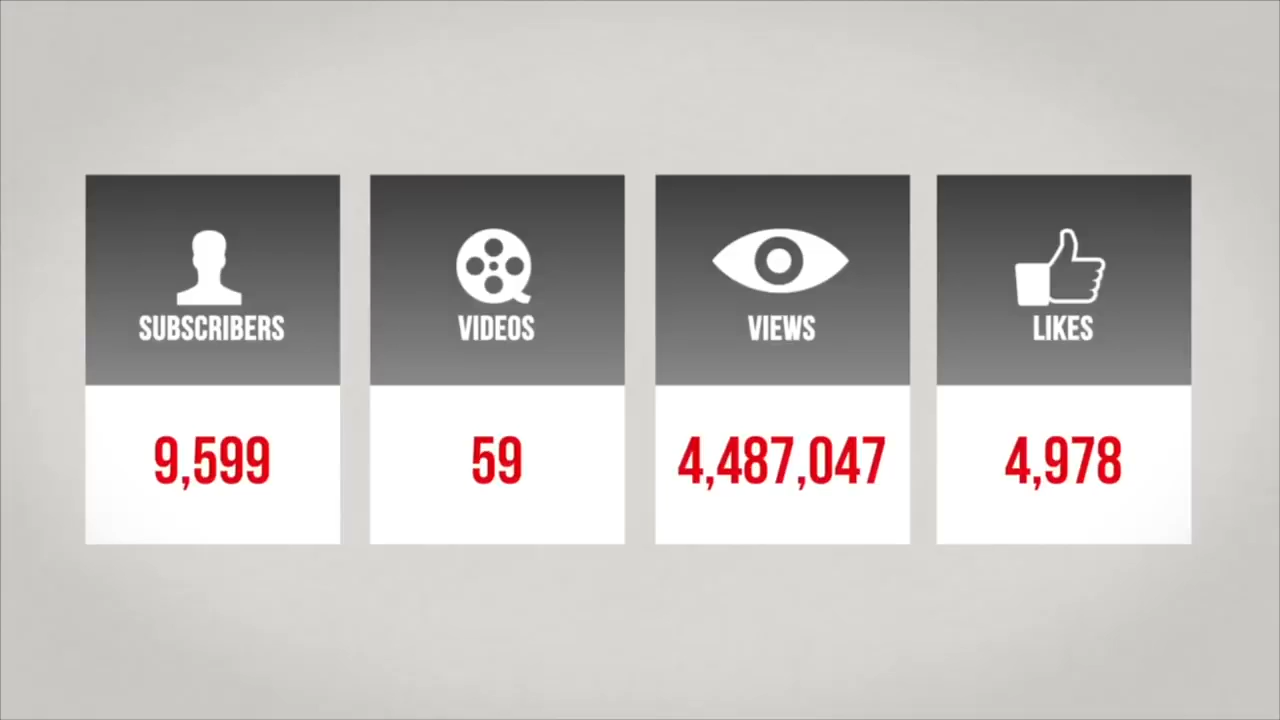 SUBSCRIBERS
9,599
VIDEOS
59
VIEWS
4,487,047
LIKES
4,978